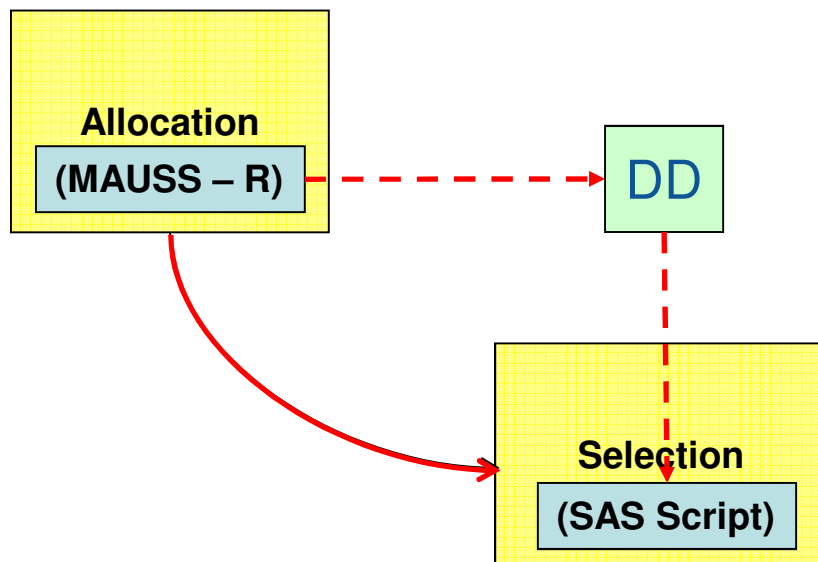 Allocation
(MAUSS – R)
DD
Selection
(SAS Script)